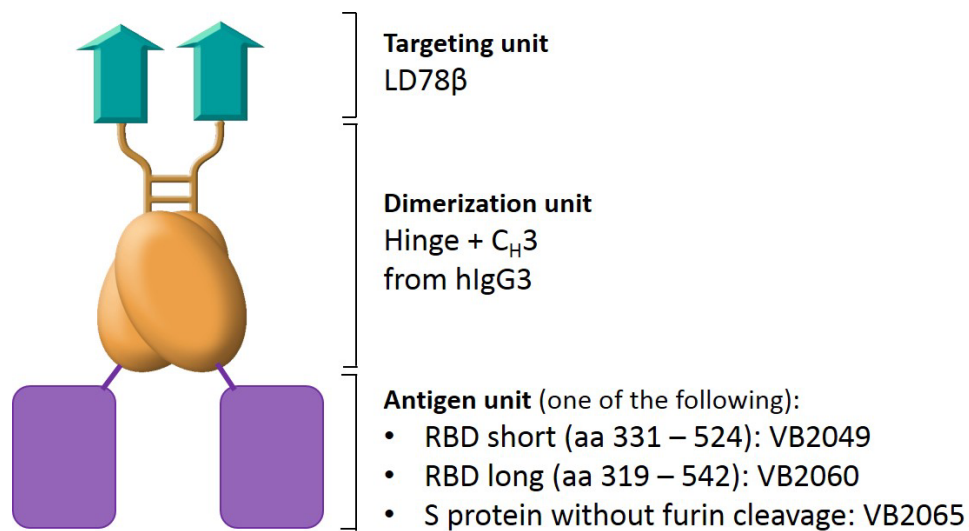 Targeting unit
LD78β
Dimerization unit
Hinge + CH3
from hIgG3
Antigen unit (one of the following):
• RBD short (aa 331 – 524): VB2049
• RBD long (aa 319 – 542): VB2060
• S protein without furin cleavage: VB2065